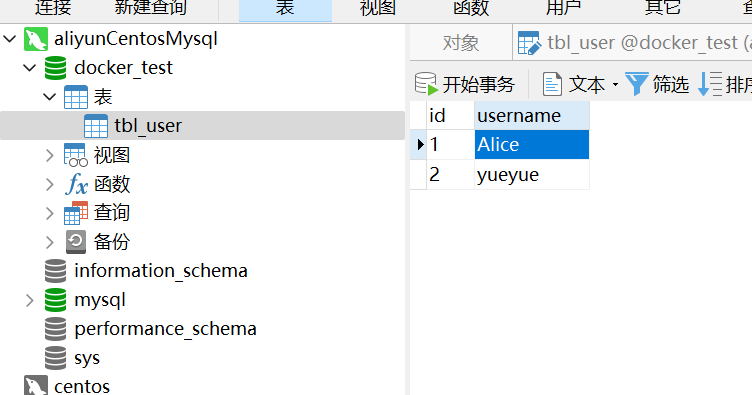 连接 新建查询 表 视图 函数 用户 其它
aliyunCentosMysql
docker_test
表
tbl_user
视图
fx 函数
查询
备份
information_schema
mysql
performance_schema
sys
centos
对象 tbl_user @docker_test (a
开始事务 文本 筛选 排序
id username
1 Alice
2 yueyue